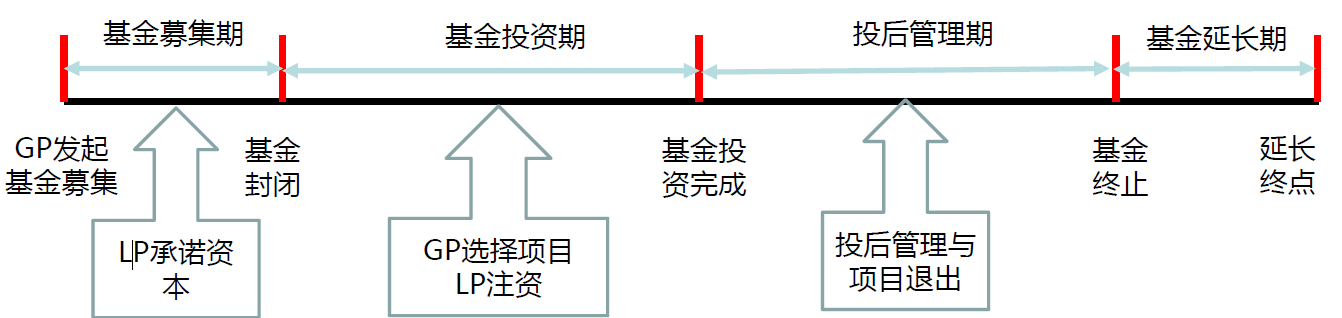 基金募集期
基金投资期
投后管理期
基金延长期
GP发起
基金募集
基金
封闭
基金投
资完成
基金
终止
延长
终点
LP承诺资
本
GP选择项目
LP注资
投后管理与
项目退出